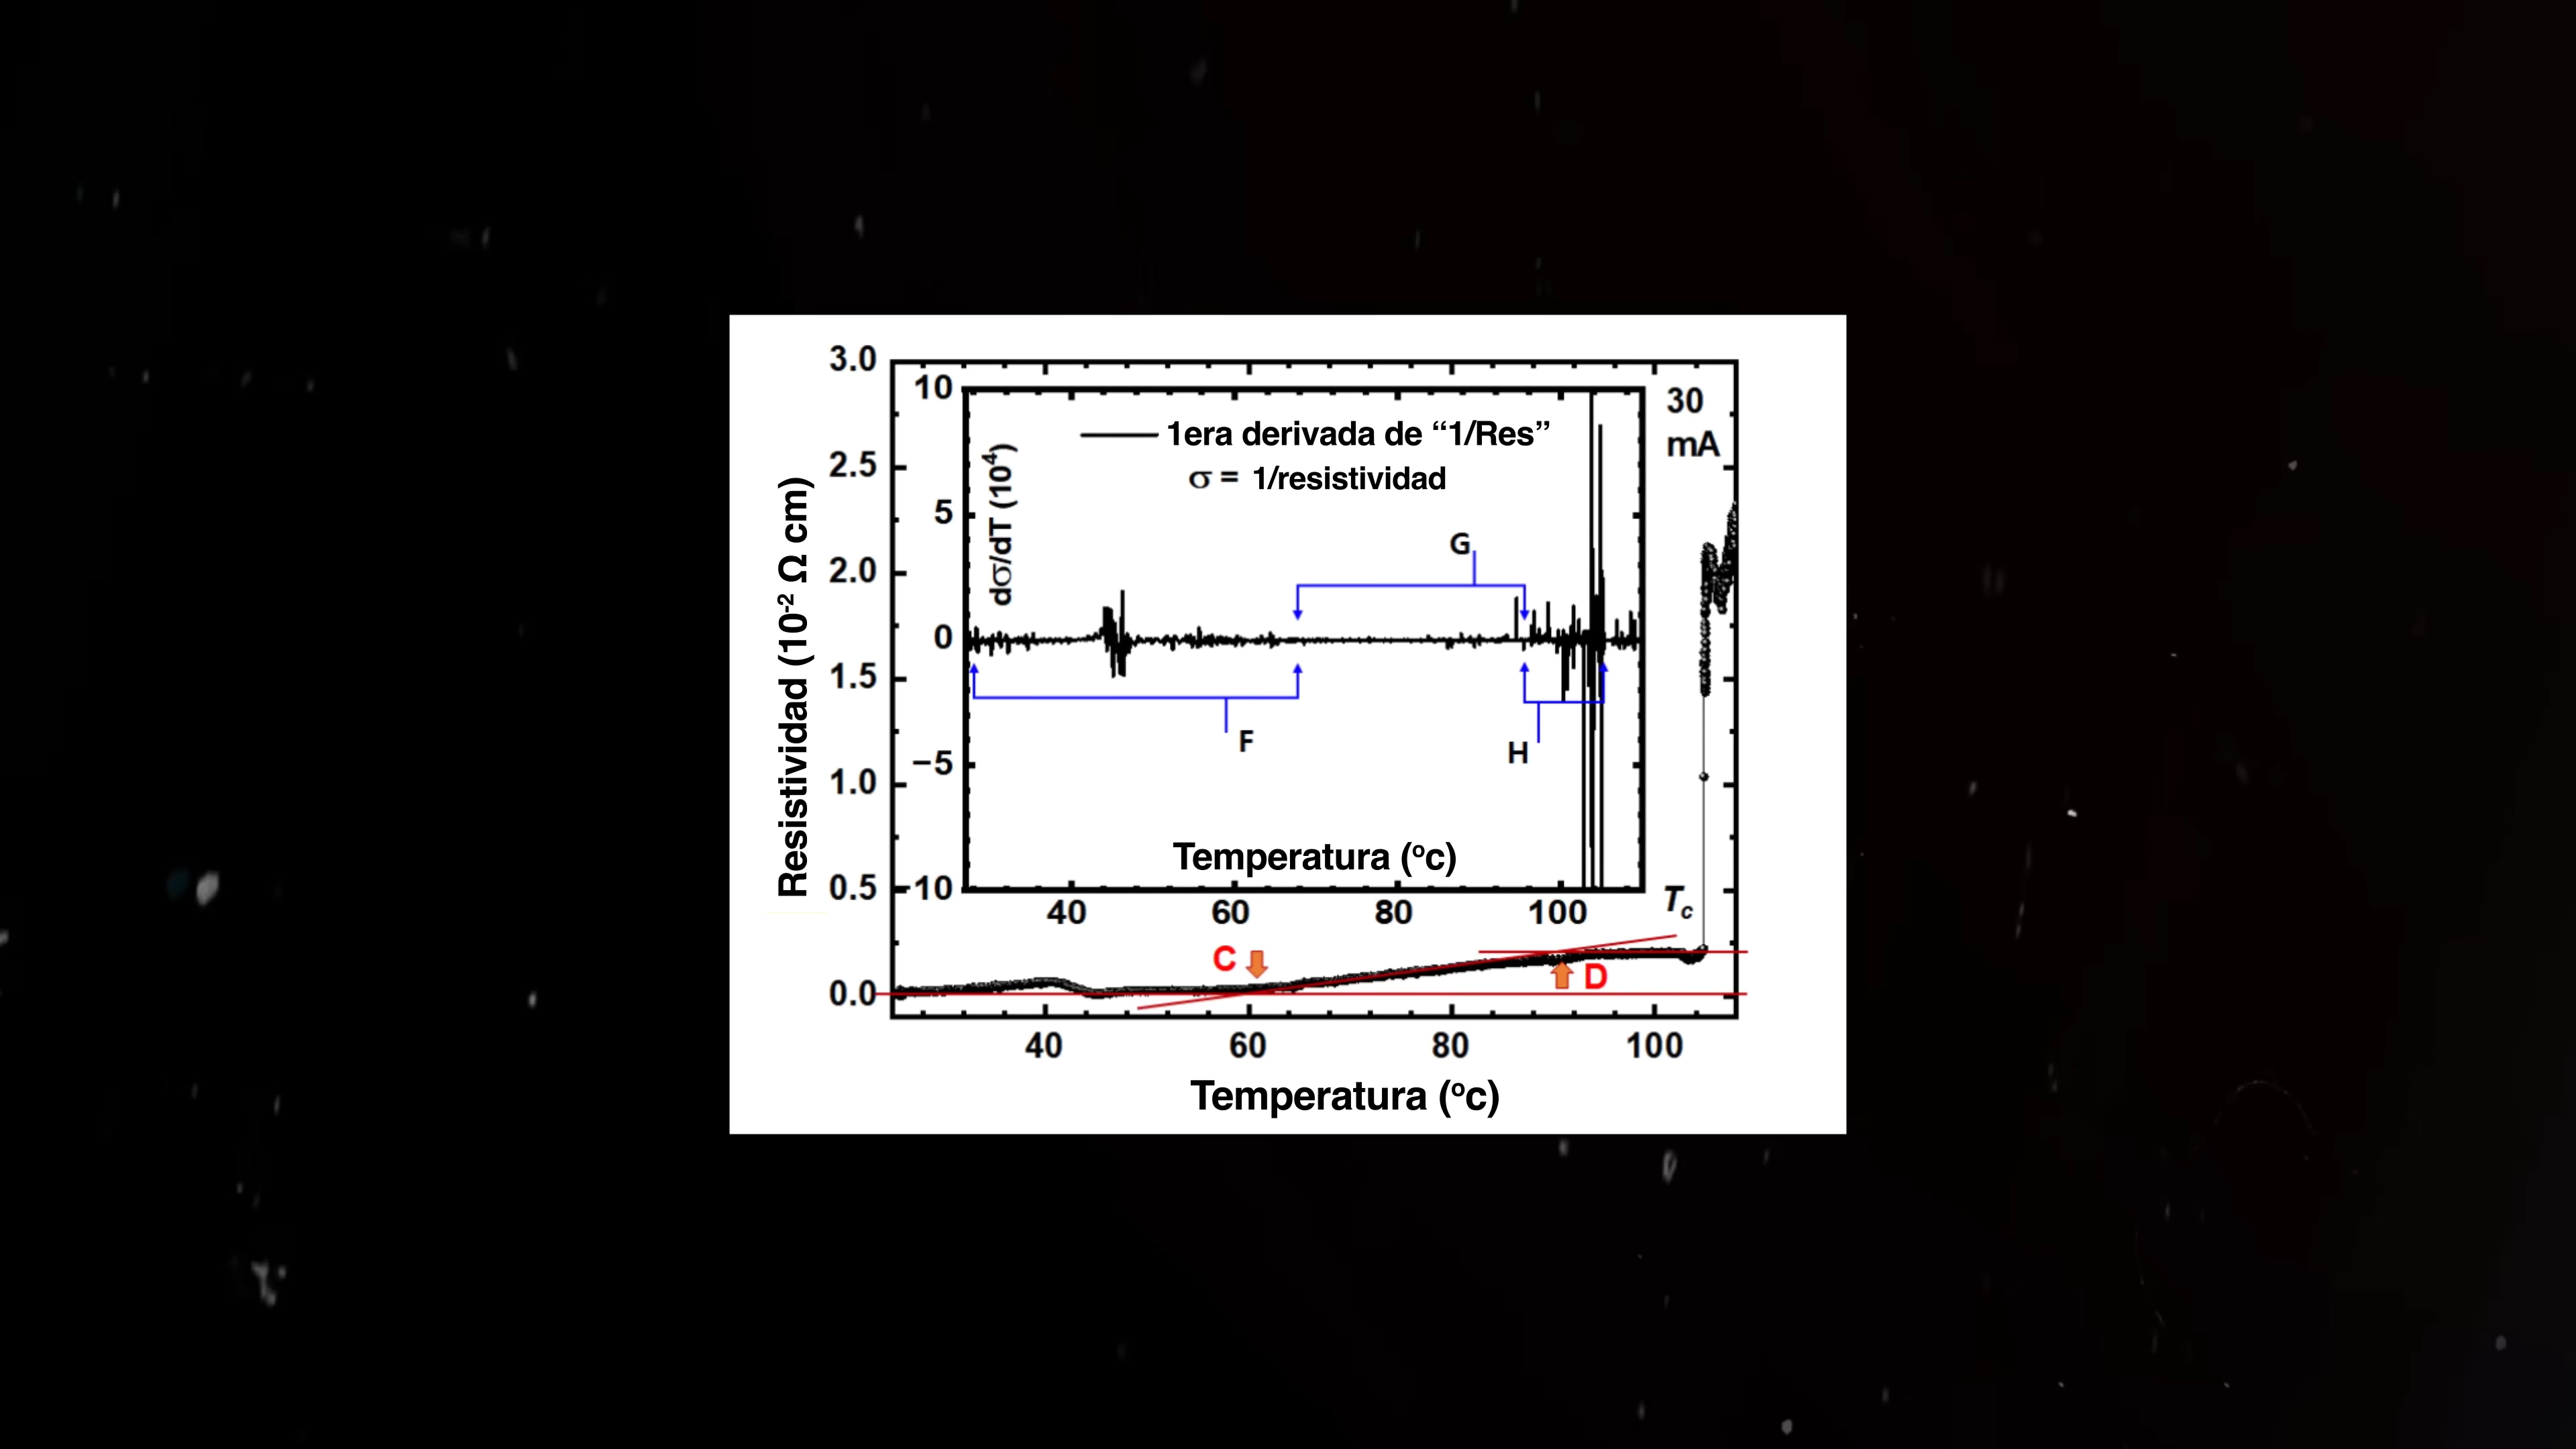 3.0
2.5
2.0
1.5
1.0
0.5
0.0
Resistividad (10⁻² Ω cm)
10
5
0
−5
−10
dσ/dT (10⁴)
1era derivada de “1/Res”
σ = 1/resistividad
G
F
H
Temperatura (ºc)
40 60 80 100
30
mA
Tc
C
D
40 60 80 100
Temperatura (ºc)